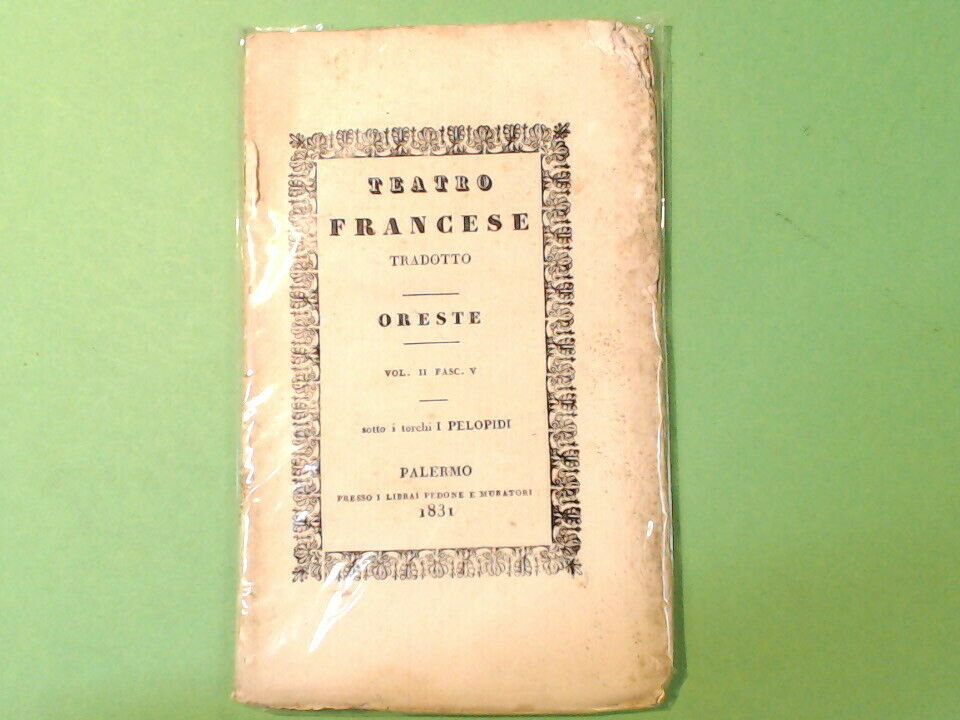 TEATRO
FRANCESE
TRADOTTO
ORESTE
VOL. II FASC. V
sotto i torchi I PELOPIDI
PALERMO
PRESSO I LIBRAI PEDONE E MURATORI
1831